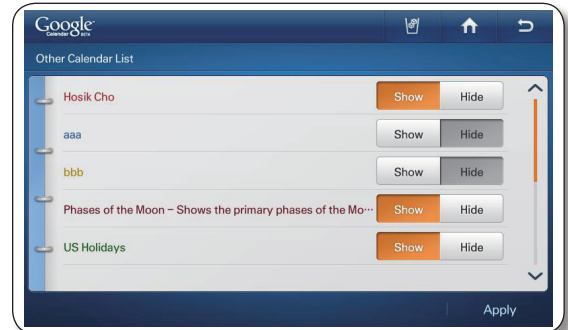 Google
Calendar BETA
Other Calendar List
Hosik Cho Show Hide
aaa Show Hide
bbb Show Hide
Phases of the Moon – Shows the primary phases of the Mo··· Show Hide
US Holidays Show Hide
Apply